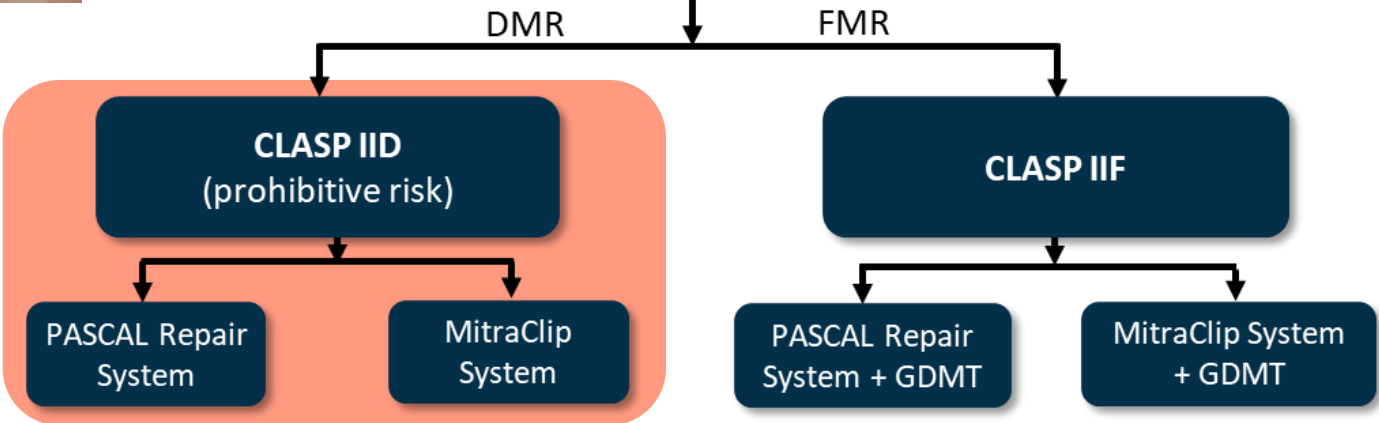 DMR
FMR
CLASP IID
(prohibitive risk)
CLASP IIF
PASCAL Repair
System
MitraClip
System
PASCAL Repair
System + GDMT
MitraClip System
+ GDMT